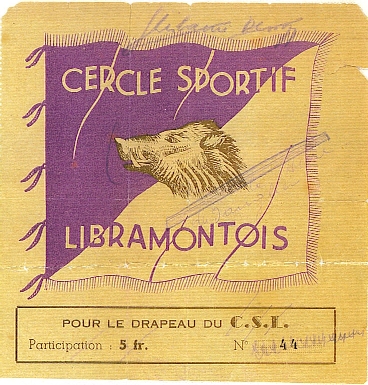 CERCLE SPORTIF
LIBRAMONTOIS
POUR LE DRAPEAU DU C.S.L.
Participation : 5 fr. N° 44